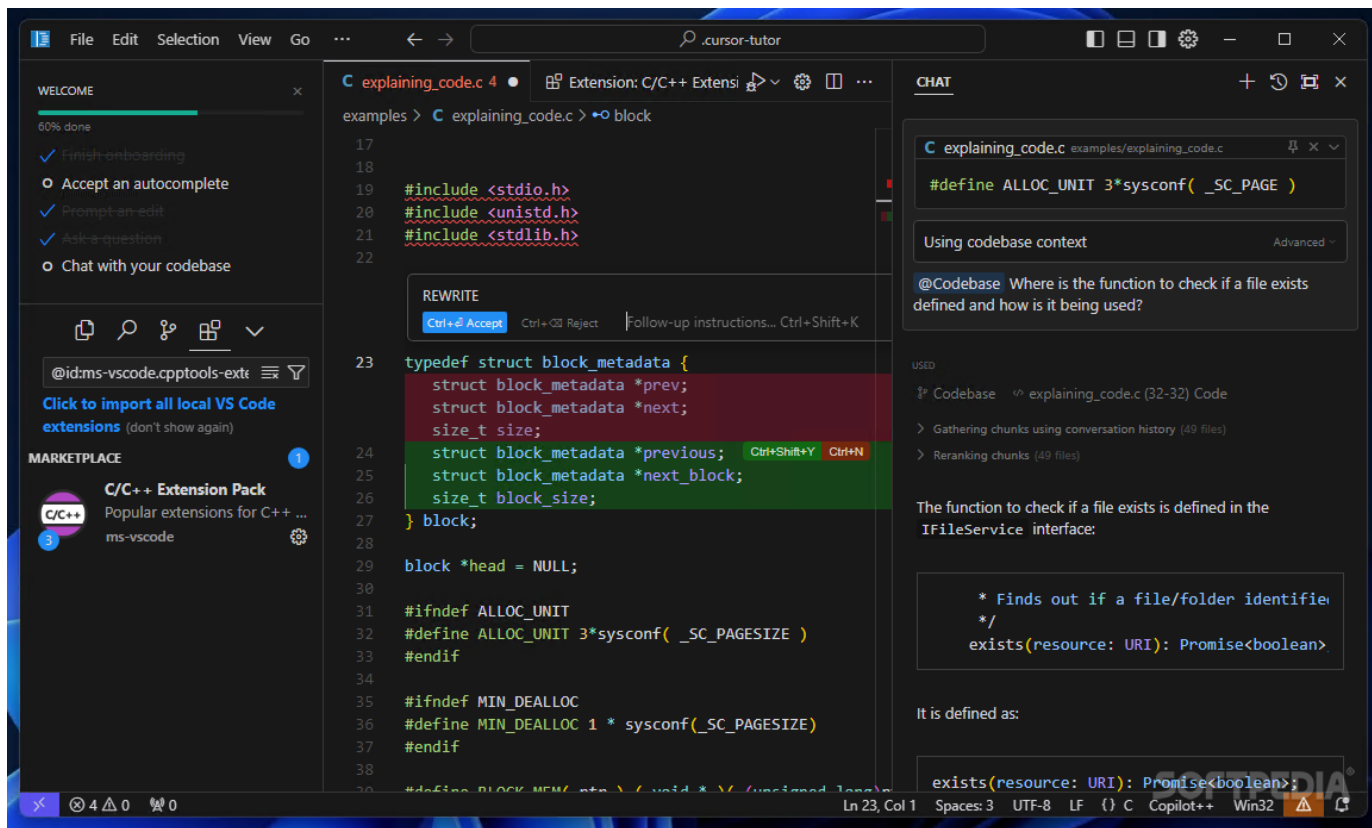 File Edit Selection View Go ··· .cursor-tutor
WELCOME
60% done
Finish onboarding
Accept an autocomplete
Prompt an edit
Ask a question
Chat with your codebase
@id:ms-vscode.cpptools-exte
Click to import all local VS Code
extensions (don't show again)
MARKETPLACE 1
C/C++ Extension Pack
C/C++
Popular extensions for C++ ...
3
ms-vscode
C explaining_code.c 4 ● Extension: C/C++ Extensi
examples > C explaining_code.c > block
17
18
19 #include <stdio.h>
20 #include <unistd.h>
21 #include <stdlib.h>
22
REWRITE
Ctrl+⏎ Accept Ctrl+⌫ Reject Follow-up instructions... Ctrl+Shift+K
23 typedef struct block_metadata {
struct block_metadata *prev;
struct block_metadata *next;
size_t size;
24 struct block_metadata *previous; Ctrl+Shift+Y Ctrl+N
25 struct block_metadata *next_block;
26 size_t block_size;
27 } block;
28
29 block *head = NULL;
30
31 #ifndef ALLOC_UNIT
32 #define ALLOC_UNIT 3*sysconf( _SC_PAGESIZE )
33 #endif
34
35 #ifndef MIN_DEALLOC
36 #define MIN_DEALLOC 1 * sysconf(_SC_PAGESIZE)
37 #endif
38
39 #define BLOCK_MEM( ptr ) ( void * )( (unsigned long)
CHAT
C explaining_code.c examples/explaining_code.c
#define ALLOC_UNIT 3*sysconf( _SC_PAGE )
Using codebase context Advanced
@Codebase Where is the function to check if a file exists
defined and how is it being used?
USED
Codebase explaining_code.c (32-32) Code
> Gathering chunks using conversation history (49 files)
> Reranking chunks (49 files)
The function to check if a file exists is defined in the
IFileService interface:
* Finds out if a file/folder identifie
*/
exists(resource: URI): Promise<boolean>
It is defined as:
exists(resource: URI): Promise<boolean>;
SOFTPEDIA®
4 0 0 Ln 23, Col 1 Spaces: 3 UTF-8 LF {} C Copilot++ Win32